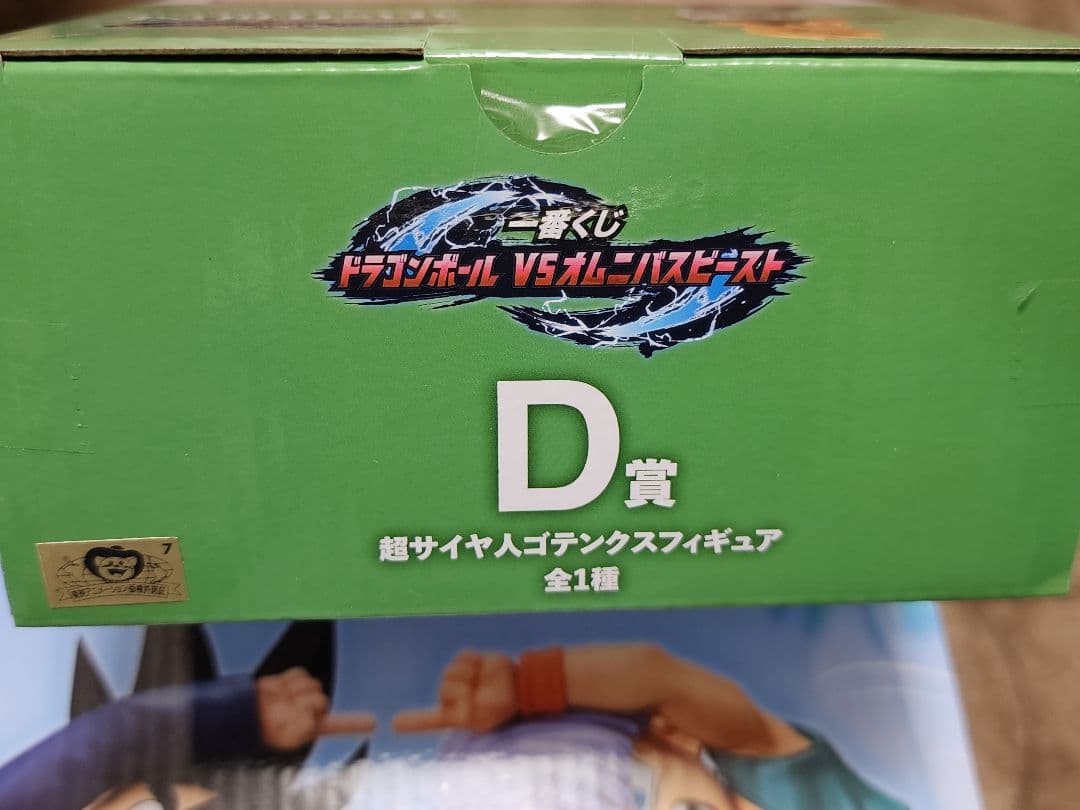 一番くじ
ドラゴンボール VSオムニバスビースト
D賞
超サイヤ人ゴテンクスフィギュア
全1種
7